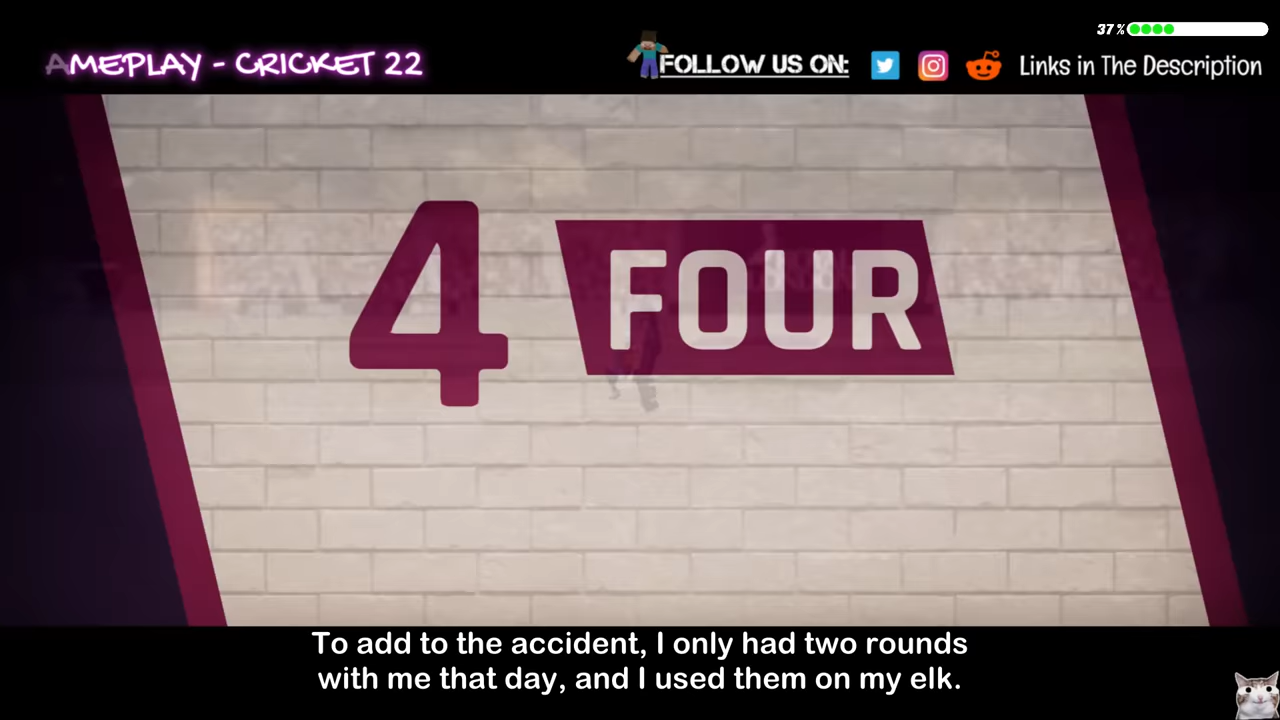 AMEPLAY - CRICKET 22
FOLLOW US ON:
Links in The Description
37%
4 FOUR
To add to the accident, I only had two rounds
with me that day, and I used them on my elk.